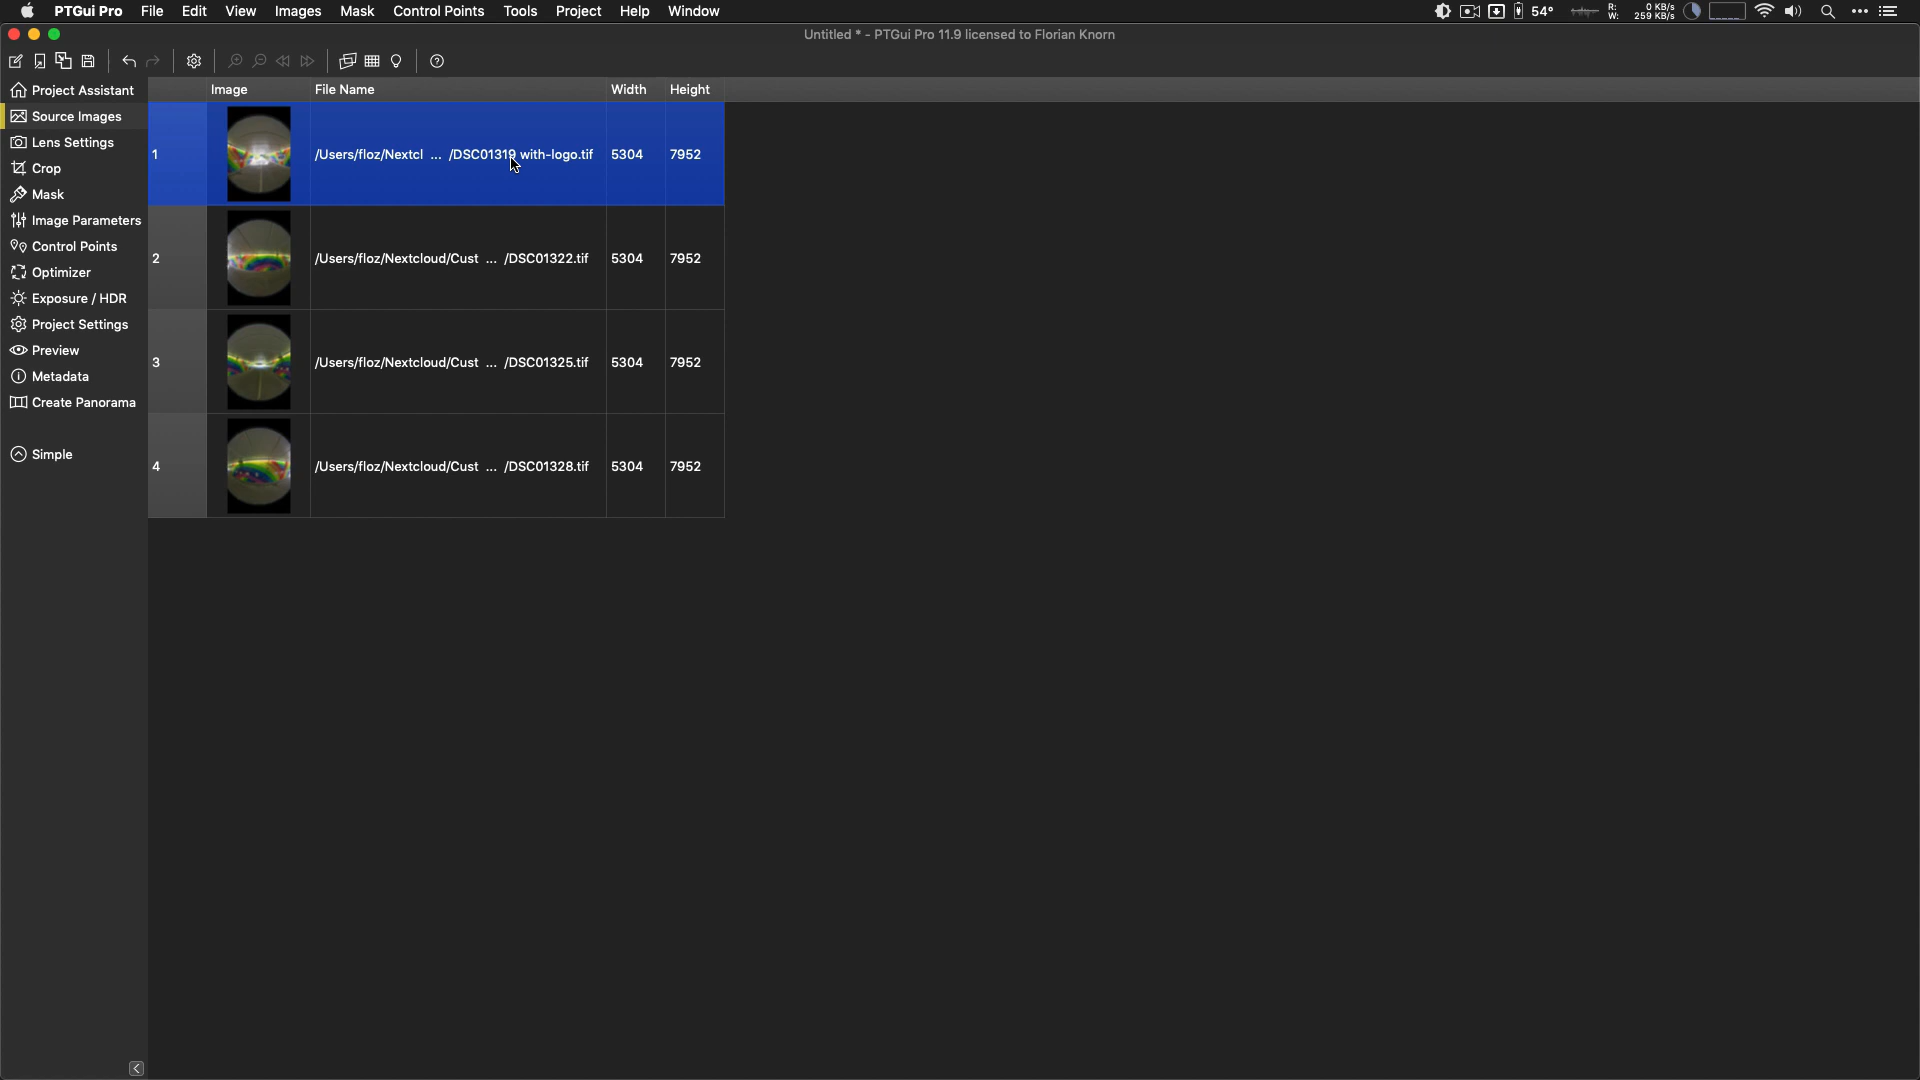 PTGui Pro File Edit View Images Mask Control Points Tools Project Help Window 54° R: W: 0 KB/s 259 KB/s
Untitled * - PTGui Pro 11.9 licensed to Florian Knorn
Project Assistant
Source Images
Lens Settings
Crop
Mask
Image Parameters
Control Points
Optimizer
Exposure / HDR
Project Settings
Preview
Metadata
Create Panorama
Simple
Image File Name Width Height
1 /Users/floz/Nextcl ... /DSC01319 with-logo.tif 5304 7952
2 /Users/floz/Nextcloud/Cust ... /DSC01322.tif 5304 7952
3 /Users/floz/Nextcloud/Cust ... /DSC01325.tif 5304 7952
4 /Users/floz/Nextcloud/Cust ... /DSC01328.tif 5304 7952